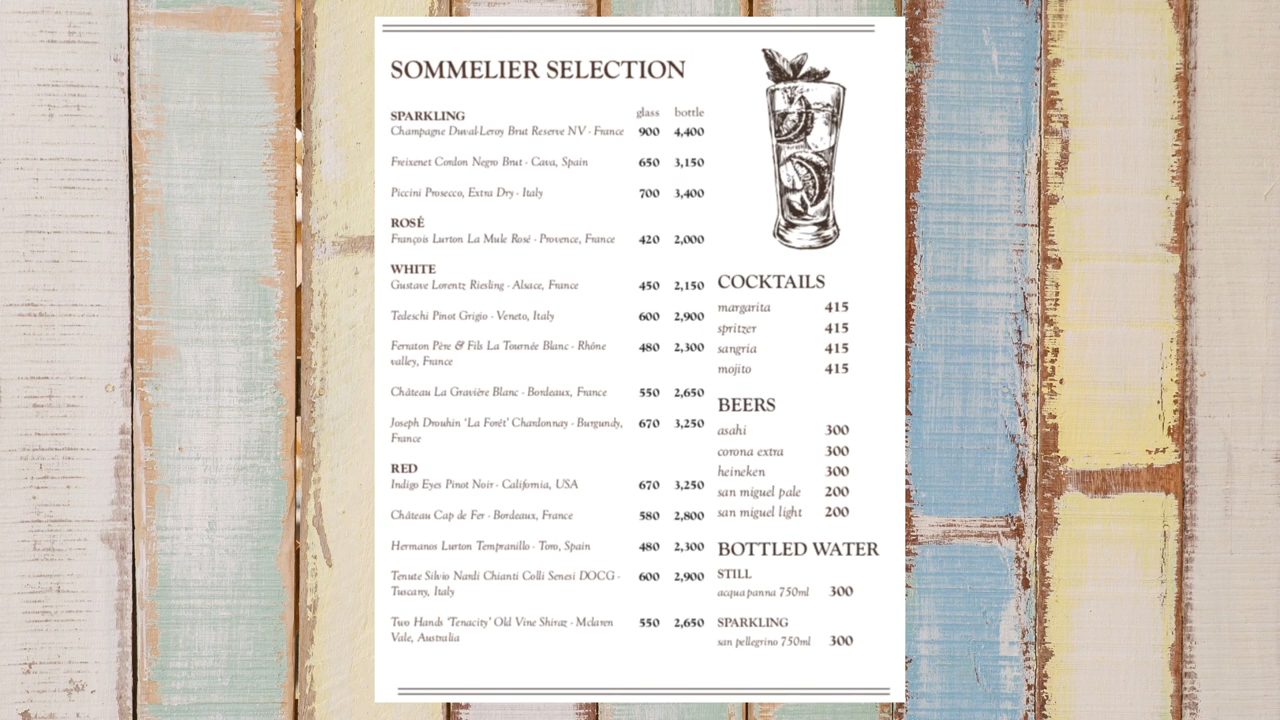 SOMMELIER SELECTION
glass bottle
SPARKLING
Champagne Duval-Leroy Brut Reserve NV - France 900 4,400
Freixenet Cordon Negro Brut - Cava, Spain 650 3,150
Piccini Prosecco, Extra Dry - Italy 700 3,400
ROSÉ
François Lurton La Mule Rosé - Provence, France 420 2,000
WHITE
Gustave Lorentz Riesling - Alsace, France 450 2,150
Tedeschi Pinot Grigio - Veneto, Italy 600 2,900
Ferraton Père & Fils La Tournée Blanc - Rhône 480 2,300
valley, France
Château La Gravière Blanc - Bordeaux, France 550 2,650
Joseph Drouhin ‘La Forêt’ Chardonnay - Burgundy, 670 3,250
France
RED
Indigo Eyes Pinot Noir - California, USA 670 3,250
Château Cap de Fer - Bordeaux, France 580 2,800
Hermanos Lurton Tempranillo - Toro, Spain 480 2,300
Tenute Silvio Nardi Chianti Colli Senesi DOCG - 600 2,900
Tuscany, Italy
Two Hands 'Tenacity' Old Vine Shiraz - Mclaren 550 2,650
Vale, Australia
COCKTAILS
margarita 415
spritzer 415
sangria 415
mojito 415
BEERS
asahi 300
corona extra 300
heineken 300
san miguel pale 200
san miguel light 200
BOTTLED WATER
STILL
acqua panna 750ml 300
SPARKLING
san pellegrino 750ml 300